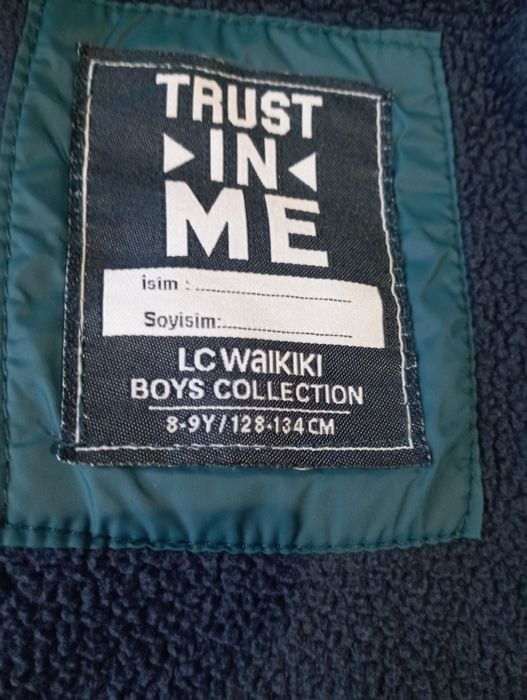 TRUST
IN
ME
isim :
Soyisim:
LC WAIKIKI
BOYS COLLECTION
8-9Y/128-134CM